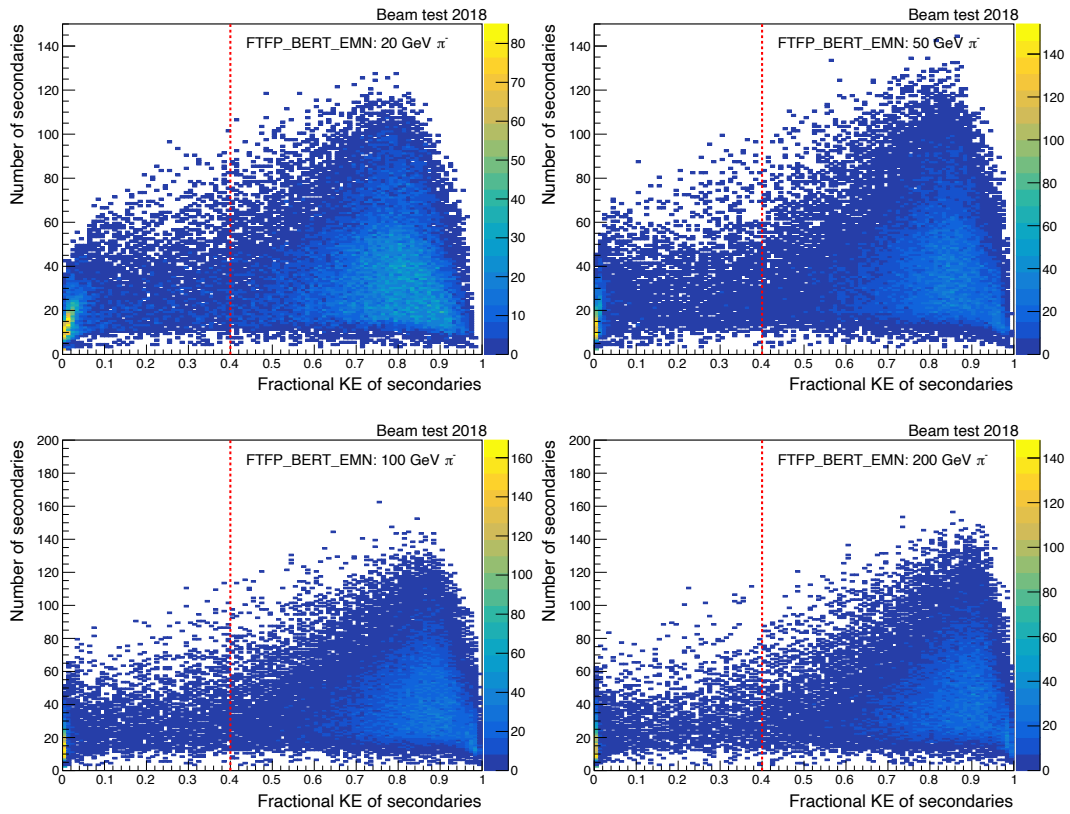 Beam test 2018
FTFP_BERT_EMN: 20 GeV π-
Number of secondaries
0 20 40 60 80 100 120 140
0 0.1 0.2 0.3 0.4 0.5 0.6 0.7 0.8 0.9 1
Fractional KE of secondaries
0 10 20 30 40 50 60 70 80
Beam test 2018
FTFP_BERT_EMN: 50 GeV π-
Number of secondaries
0 20 40 60 80 100 120 140
0 0.1 0.2 0.3 0.4 0.5 0.6 0.7 0.8 0.9 1
Fractional KE of secondaries
0 20 40 60 80 100 120 140
Beam test 2018
FTFP_BERT_EMN: 100 GeV π-
Number of secondaries
0 20 40 60 80 100 120 140 160 180 200
0 0.1 0.2 0.3 0.4 0.5 0.6 0.7 0.8 0.9 1
Fractional KE of secondaries
0 20 40 60 80 100 120 140 160
Beam test 2018
FTFP_BERT_EMN: 200 GeV π-
Number of secondaries
0 20 40 60 80 100 120 140 160 180 200
0 0.1 0.2 0.3 0.4 0.5 0.6 0.7 0.8 0.9 1
Fractional KE of secondaries
0 20 40 60 80 100 120 140